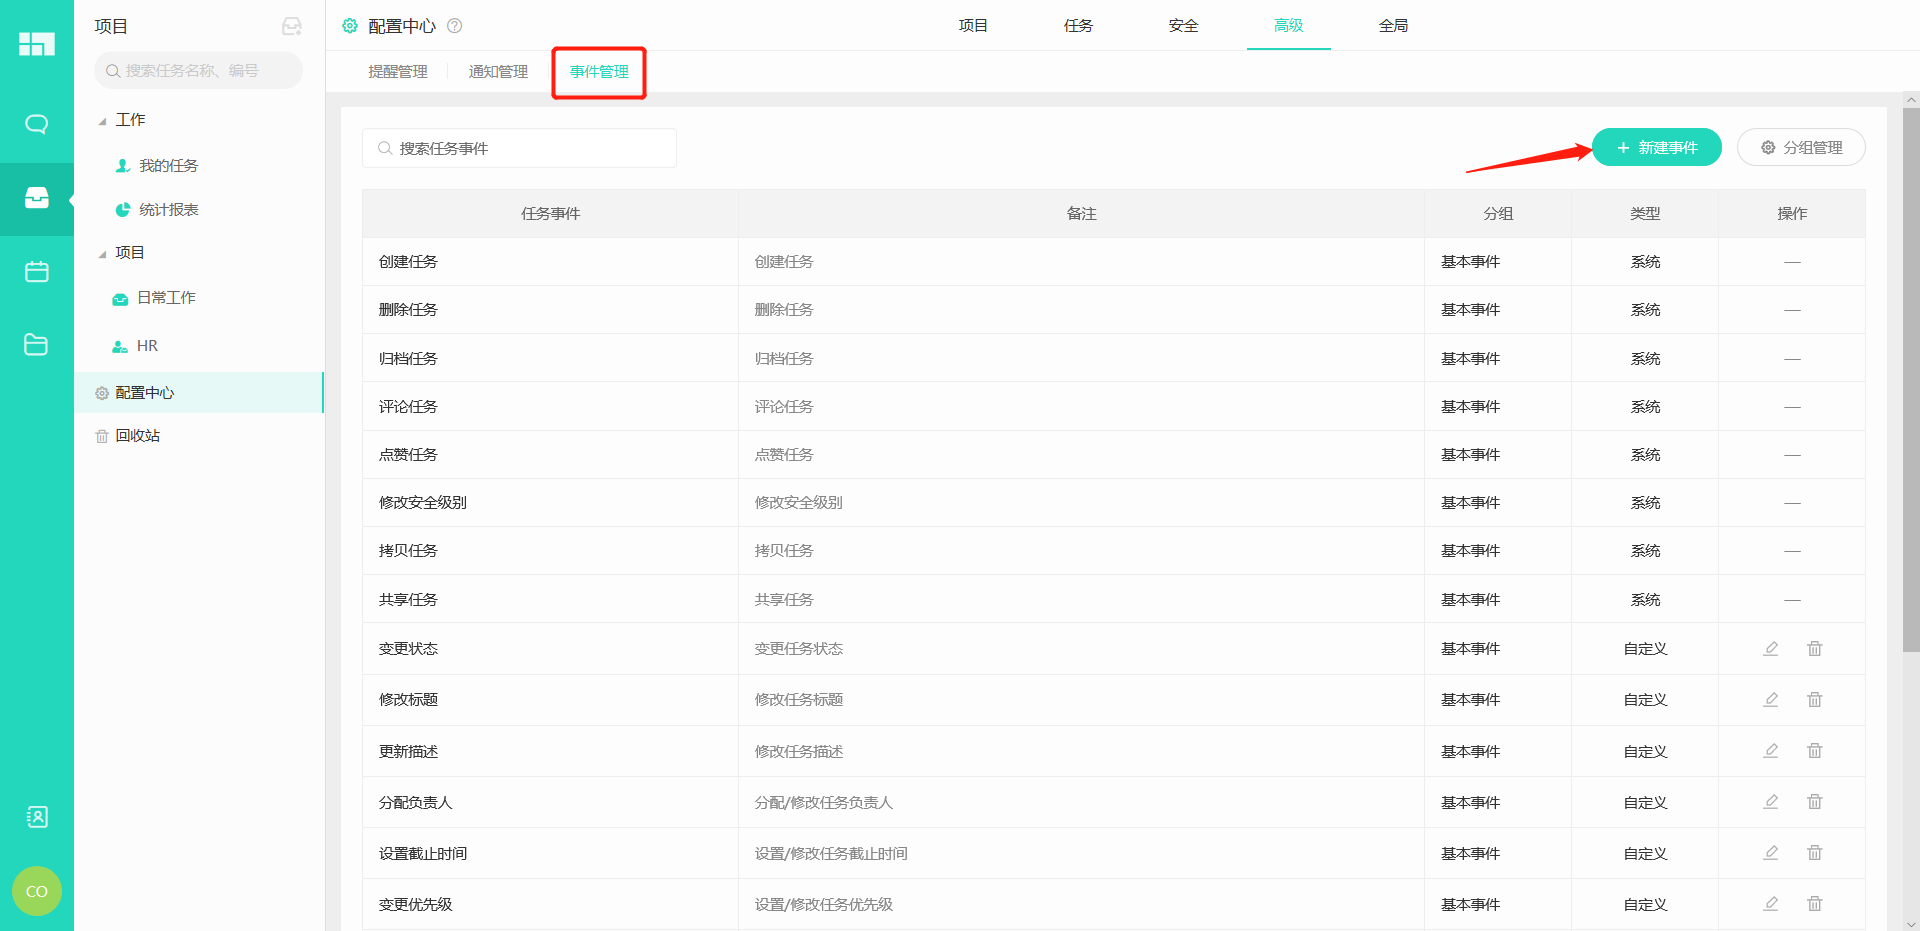 项目
搜索任务名称、编号
工作
我的任务
统计报表
项目
日常工作
HR
配置中心
回收站
CO
配置中心 ?
项目 任务 安全 高级 全局
提醒管理 通知管理 事件管理
搜索任务事件
+ 新建事件 分组管理
任务事件 备注 分组 类型 操作
创建任务 创建任务 基本事件 系统 —
删除任务 删除任务 基本事件 系统 —
归档任务 归档任务 基本事件 系统 —
评论任务 评论任务 基本事件 系统 —
点赞任务 点赞任务 基本事件 系统 —
修改安全级别 修改安全级别 基本事件 系统 —
拷贝任务 拷贝任务 基本事件 系统 —
共享任务 共享任务 基本事件 系统 —
变更状态 变更任务状态 基本事件 自定义
修改标题 修改任务标题 基本事件 自定义
更新描述 修改任务描述 基本事件 自定义
分配负责人 分配/修改任务负责人 基本事件 自定义
设置截止时间 设置/修改任务截止时间 基本事件 自定义
变更优先级 设置/修改任务优先级 基本事件 自定义